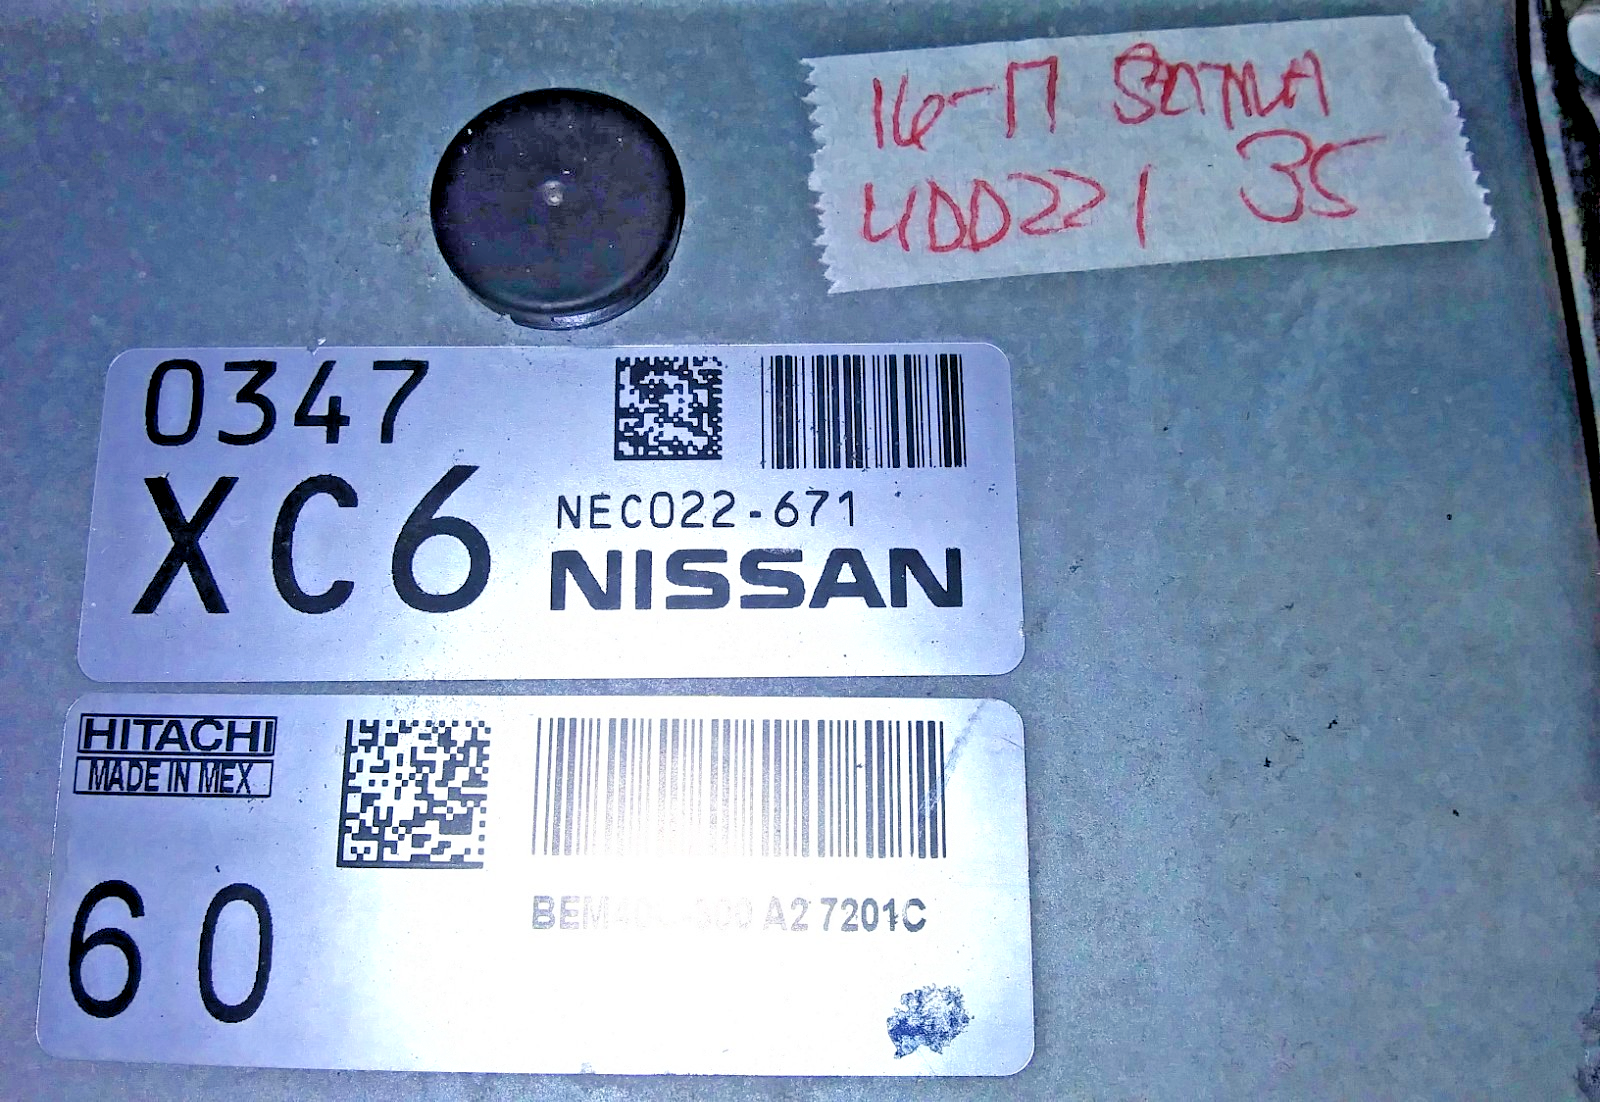 16-17 SENTRA
4DD221 35
0347
XC6
NEC022-671
NISSAN
HITACHI
MADE IN MEX
60
A2 7201C